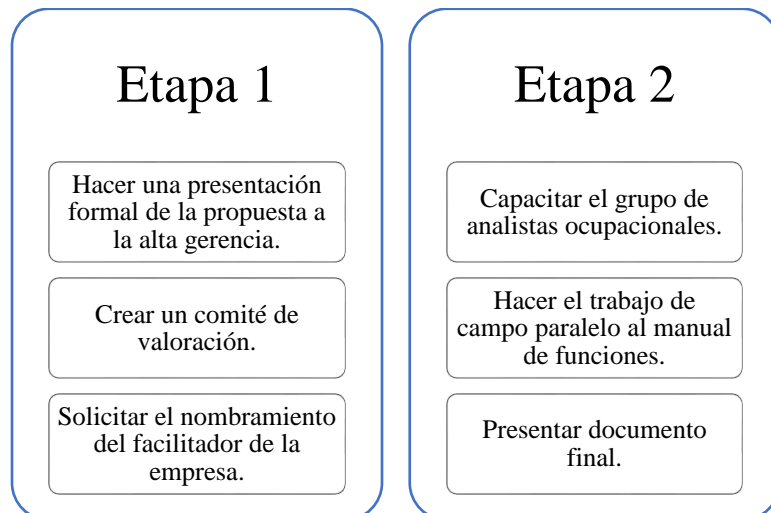 Etapa 1
Hacer una presentación
formal de la propuesta a
la alta gerencia.
Crear un comité de
valoración.
Solicitar el nombramiento
del facilitador de la
empresa.
Etapa 2
Capacitar el grupo de
analistas ocupacionales.
Hacer el trabajo de
campo paralelo al manual
de funciones.
Presentar documento
final.